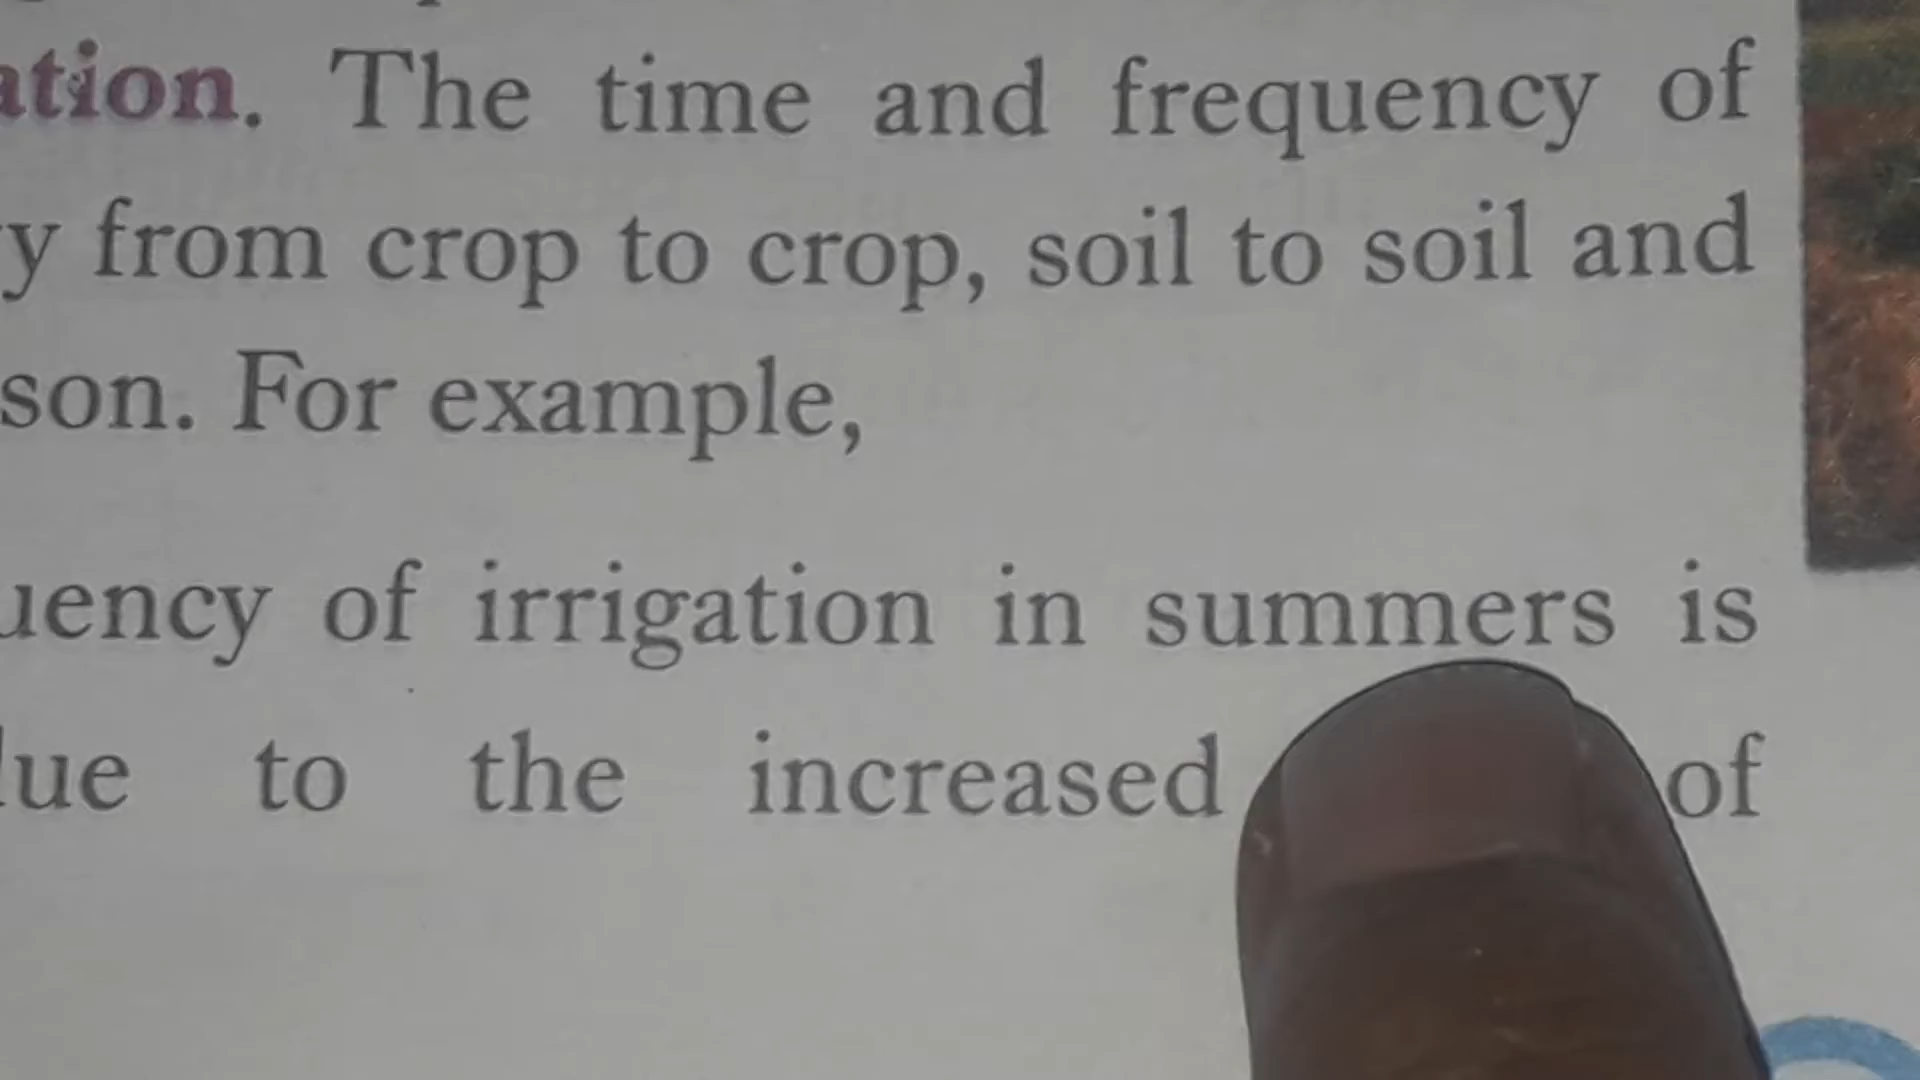 ation. The time and frequency of
y from crop to crop, soil to soil and
son. For example,
uency of irrigation in summers is
lue to the increased of